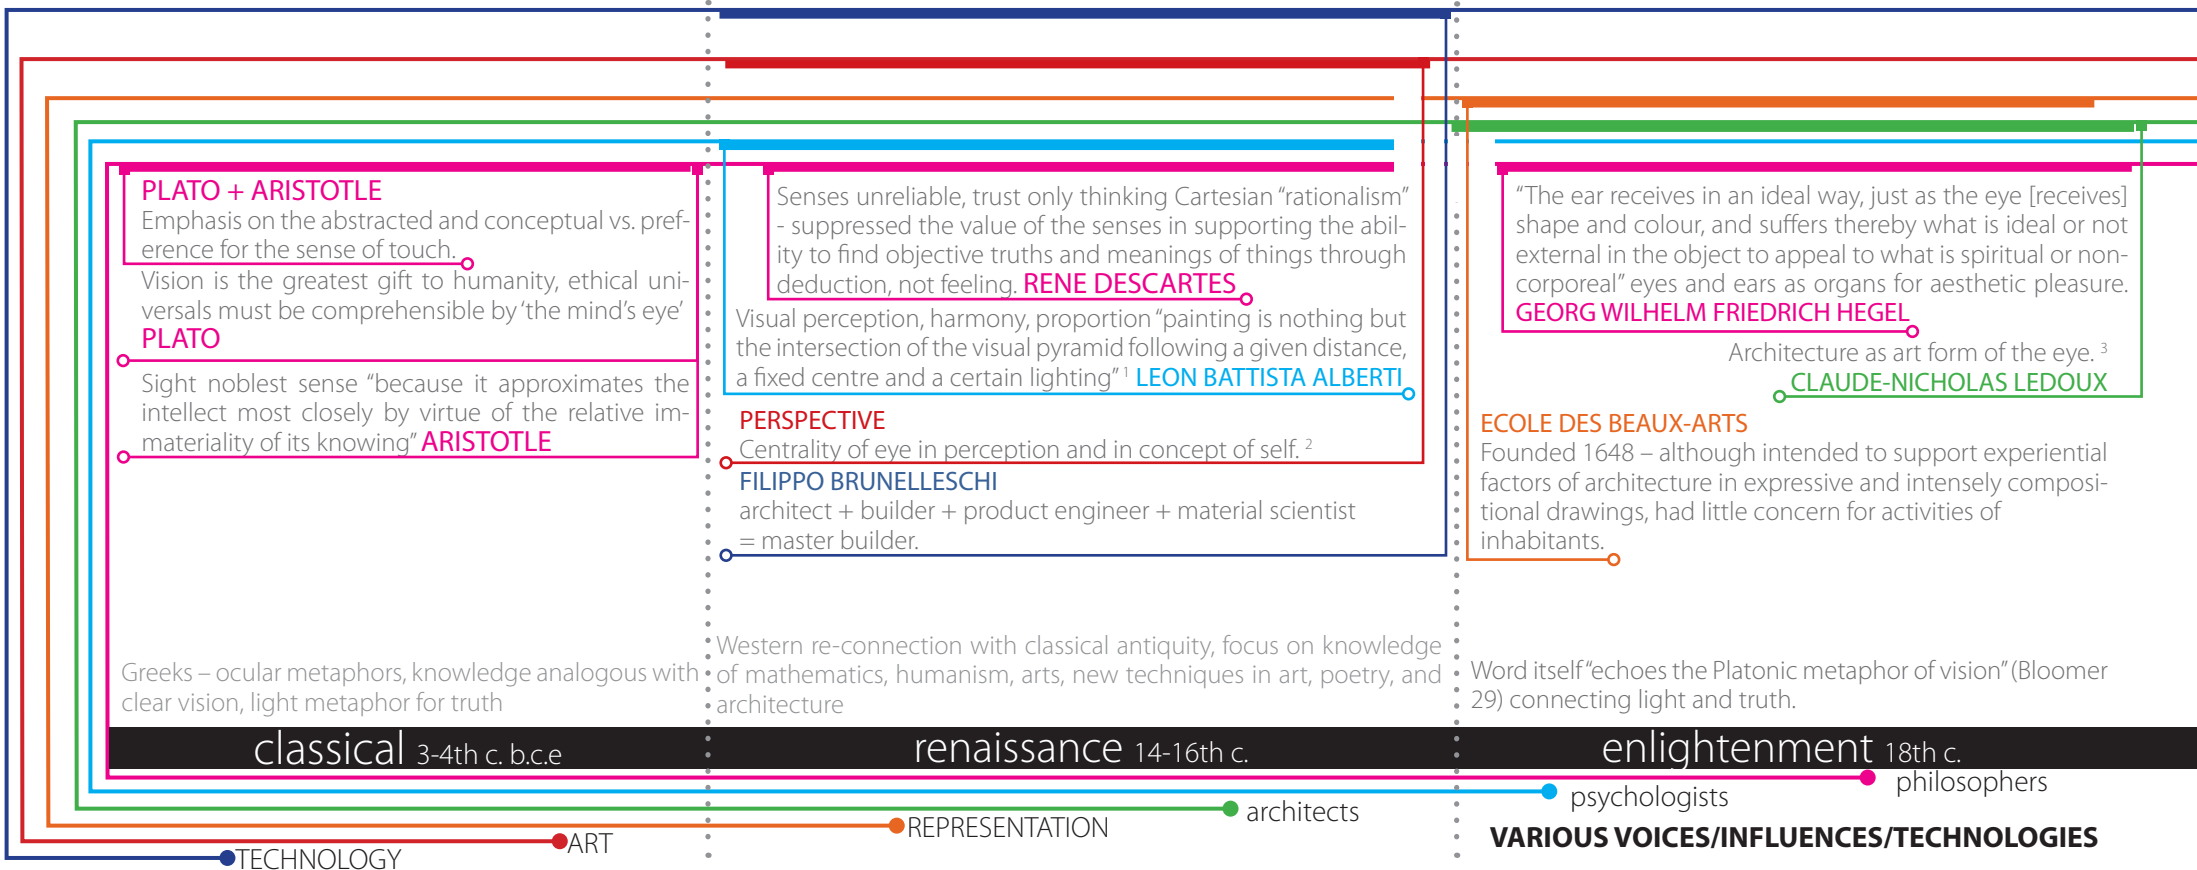 PLATO + ARISTOTLE
Emphasis on the abstracted and conceptual vs. pref-
erence for the sense of touch.
Vision is the greatest gift to humanity, ethical uni-
versals must be comprehensible by ‘the mind’s eye’
PLATO
Sight noblest sense “because it approximates the
intellect most closely by virtue of the relative im-
materiality of its knowing” ARISTOTLE
Greeks – ocular metaphors, knowledge analogous with
clear vision, light metaphor for truth
classical 3-4th c. b.c.e
Senses unreliable, trust only thinking Cartesian “rationalism”
- suppressed the value of the senses in supporting the abil-
ity to find objective truths and meanings of things through
deduction, not feeling. RENE DESCARTES
Visual perception, harmony, proportion “painting is nothing but
the intersection of the visual pyramid following a given distance,
a fixed centre and a certain lighting” 1 LEON BATTISTA ALBERTI
PERSPECTIVE
Centrality of eye in perception and in concept of self. 2
FILIPPO BRUNELLESCHI
architect + builder + product engineer + material scientist
= master builder.
Western re-connection with classical antiquity, focus on knowledge
of mathematics, humanism, arts, new techniques in art, poetry, and
architecture
renaissance 14-16th c.
“The ear receives in an ideal way, just as the eye [receives]
shape and colour, and suffers thereby what is ideal or not
external in the object to appeal to what is spiritual or non-
corporeal” eyes and ears as organs for aesthetic pleasure.
GEORG WILHELM FRIEDRICH HEGEL
Architecture as art form of the eye. 3
CLAUDE-NICHOLAS LEDOUX
ECOLE DES BEAUX-ARTS
Founded 1648 – although intended to support experiential
factors of architecture in expressive and intensely composi-
tional drawings, had little concern for activities of
inhabitants.
Word itself “echoes the Platonic metaphor of vision” (Bloomer
29) connecting light and truth.
enlightenment 18th c.
philosophers
psychologists
architects
REPRESENTATION
ART
TECHNOLOGY
VARIOUS VOICES/INFLUENCES/TECHNOLOGIES